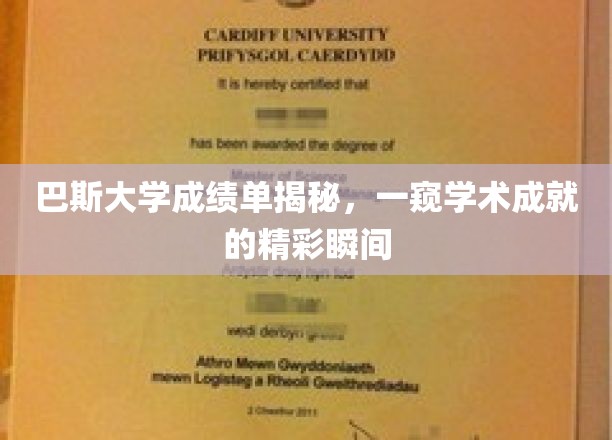 CARDIFF UNIVERSITY
PRIFYSGOL CAERDYDD
It is hereby certified that
has been awarded the degree of
Master of Science
巴斯大学成绩单揭秘，一窥学术成就
的精彩瞬间
wedi derbyn
Athro Mewn Gwyddoniaeth
mewn Logisteg a Rheoli Gweithrediadau
2011